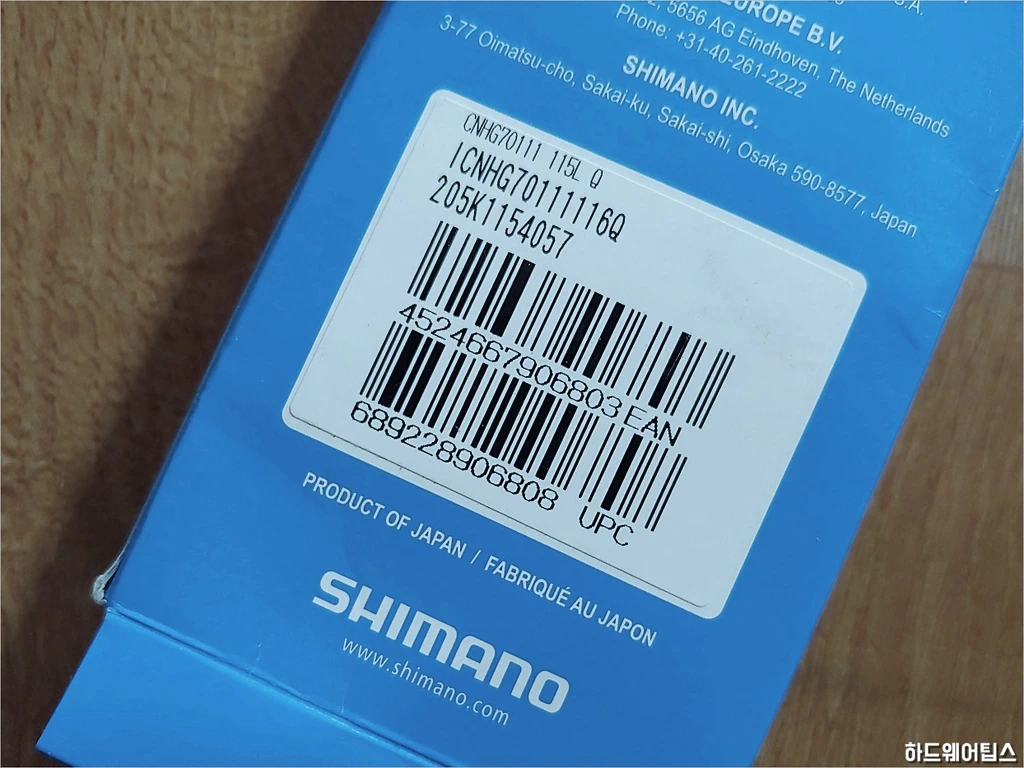 EUROPE B.V.
2, 5656 AG Eindhoven, The Netherlands
Phone: +31-40-261-2222
SHIMANO INC.
3-77 Oimatsu-cho, Sakai-ku, Sakai-shi, Osaka 590-8577, Japan
CNHG70111 115L Q
ICNHG70111116Q
205K1154057
4524667906803 EAN
689228906808 UPC
PRODUCT OF JAPAN / FABRIQUÉ AU JAPON
SHIMANO
www.shimano.com
하드웨어팁스